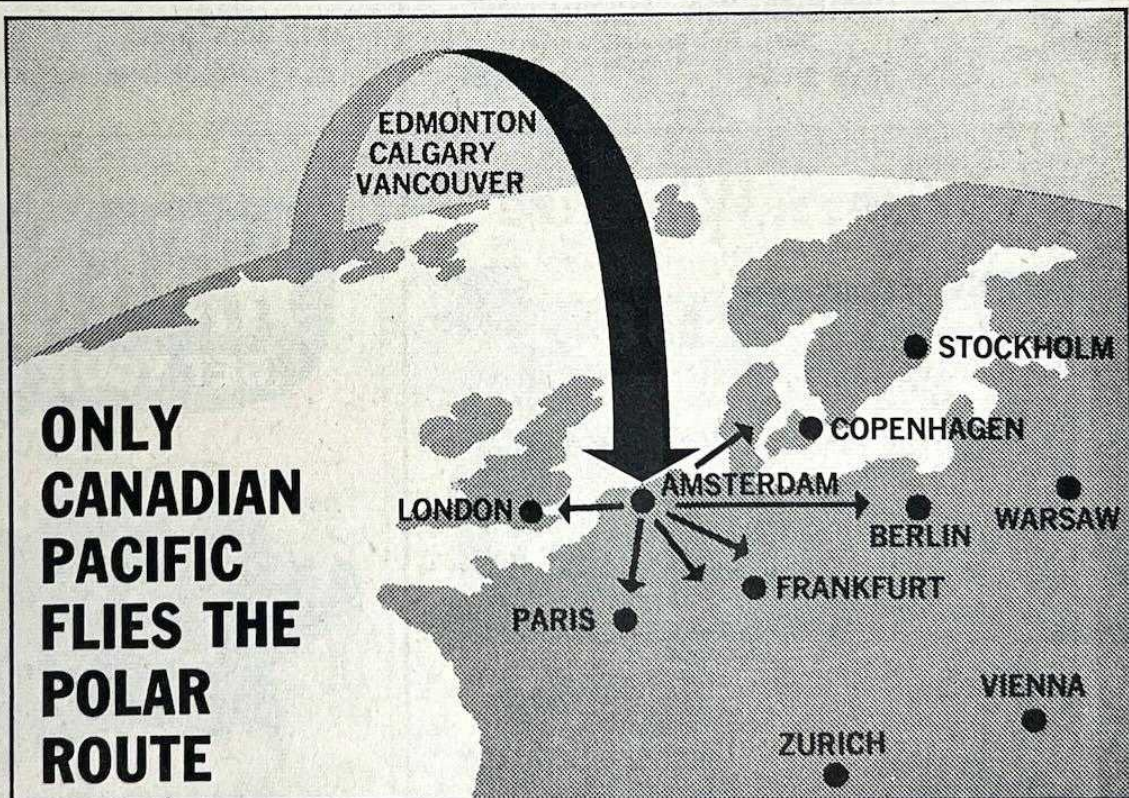 EDMONTON
CALGARY
VANCOUVER
STOCKHOLM
COPENHAGEN
AMSTERDAM
LONDON
BERLIN
WARSAW
FRANKFURT
PARIS
VIENNA
ZURICH
ONLY
CANADIAN
PACIFIC
FLIES THE
POLAR
ROUTE